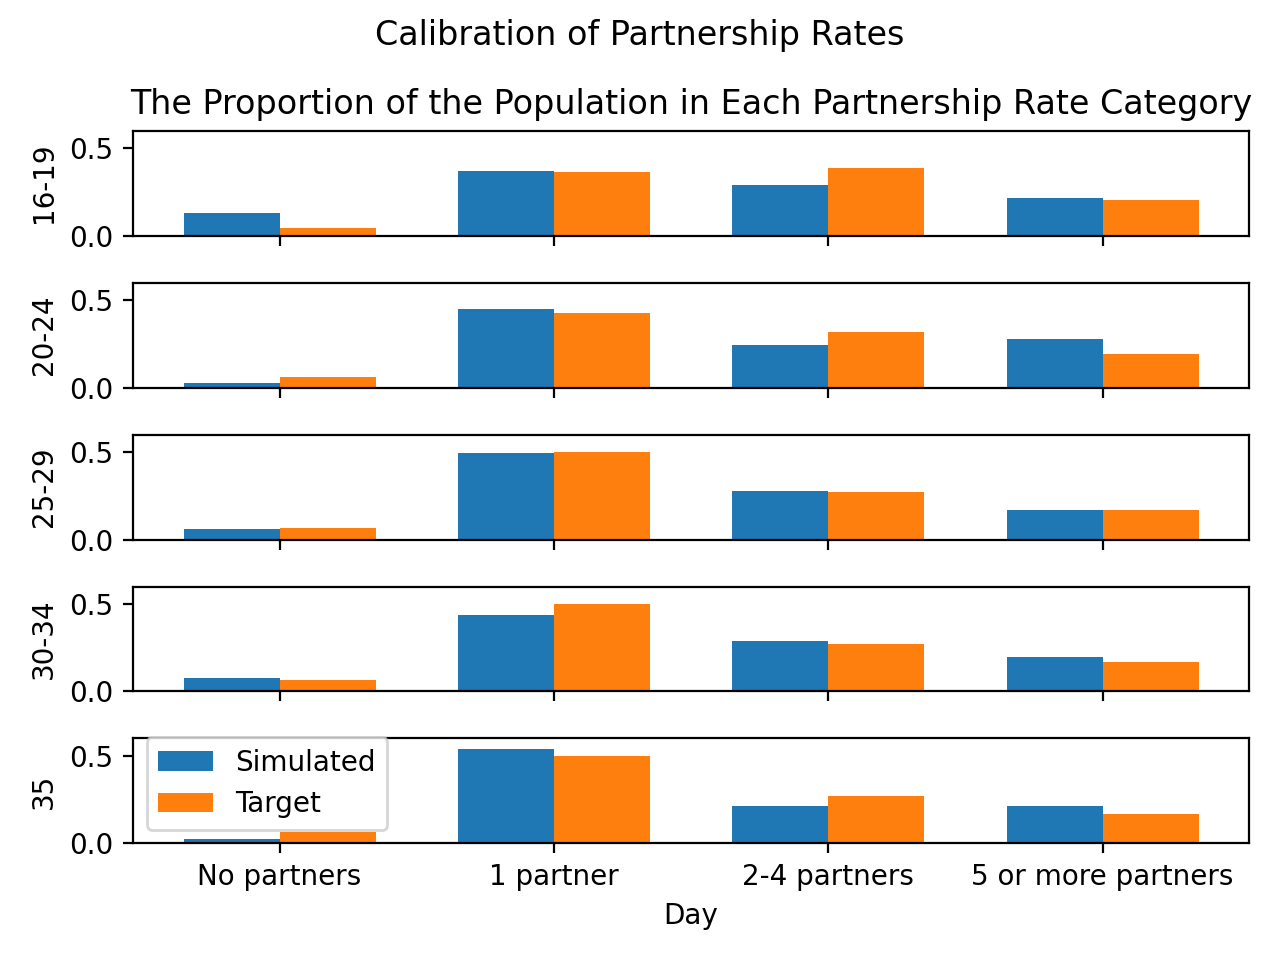 Calibration of Partnership Rates
The Proportion of the Population in Each Partnership Rate Category
0.5
16-19
0.0
0.5
20-24
0.0
0.5
25-29
0.0
0.5
30-34
0.0
0.5
35
0.0
Simulated
Target
No partners
1 partner
2-4 partners
5 or more partners
Day